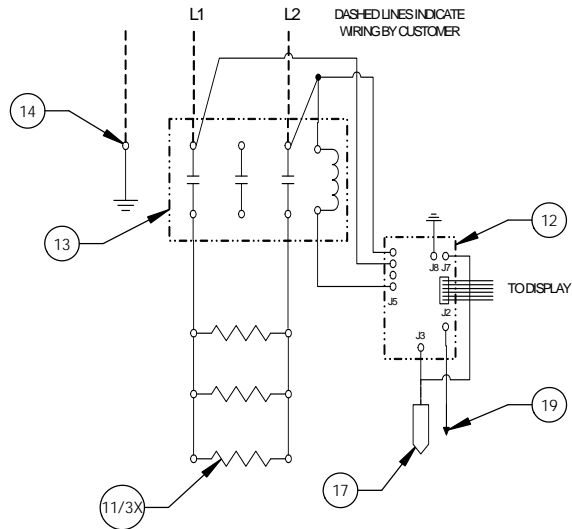 L1
L2
DASHED LINES INDICATE
WIRING BY CUSTOMER
14
13
12
J8 J7
J5
TO DISPLAY
J2
J3
19
11/3X
17